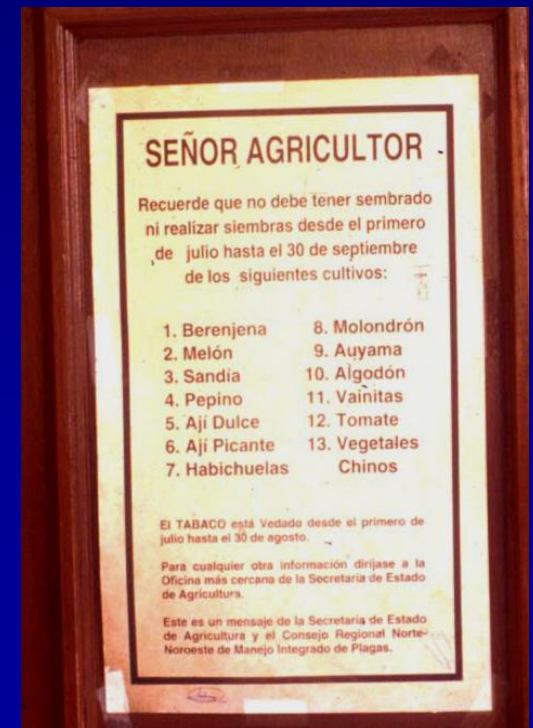 SEÑOR AGRICULTOR
Recuerde que no debe tener sembrado
ni realizar siembras desde el primero
de julio hasta el 30 de septiembre
de los siguientes cultivos:
1. Berenjena
2. Melón
3. Sandía
4. Pepino
5. Ají Dulce
6. Ají Picante
7. Habichuelas
8. Molondrón
9. Auyama
10. Algodón
11. Vainitas
12. Tomate
13. Vegetales
Chinos
El TABACO está Vedado desde el primero de
julio hasta el 30 de agosto.
Para cualquier otra información diríjase a la
Oficina más cercana de la Secretaría de Estado
de Agricultura.
Este es un mensaje de la Secretaría de Estado
de Agricultura y el Consejo Regional Norte-
Noroeste de Manejo Integrado de Plagas.